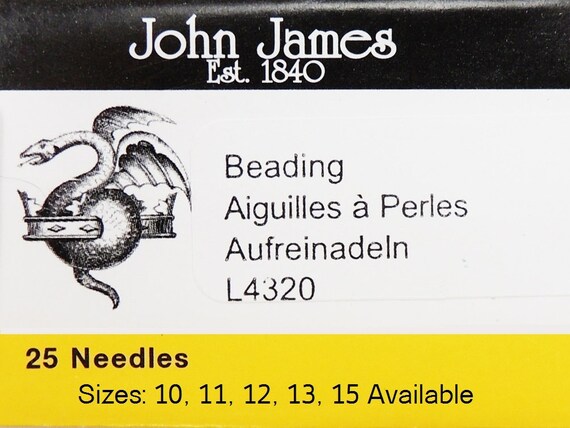 John James
Est. 1840
Beading
Aiguilles à Perles
Aufreinadeln
L4320
25 Needles
Sizes: 10, 11, 12, 13, 15 Available